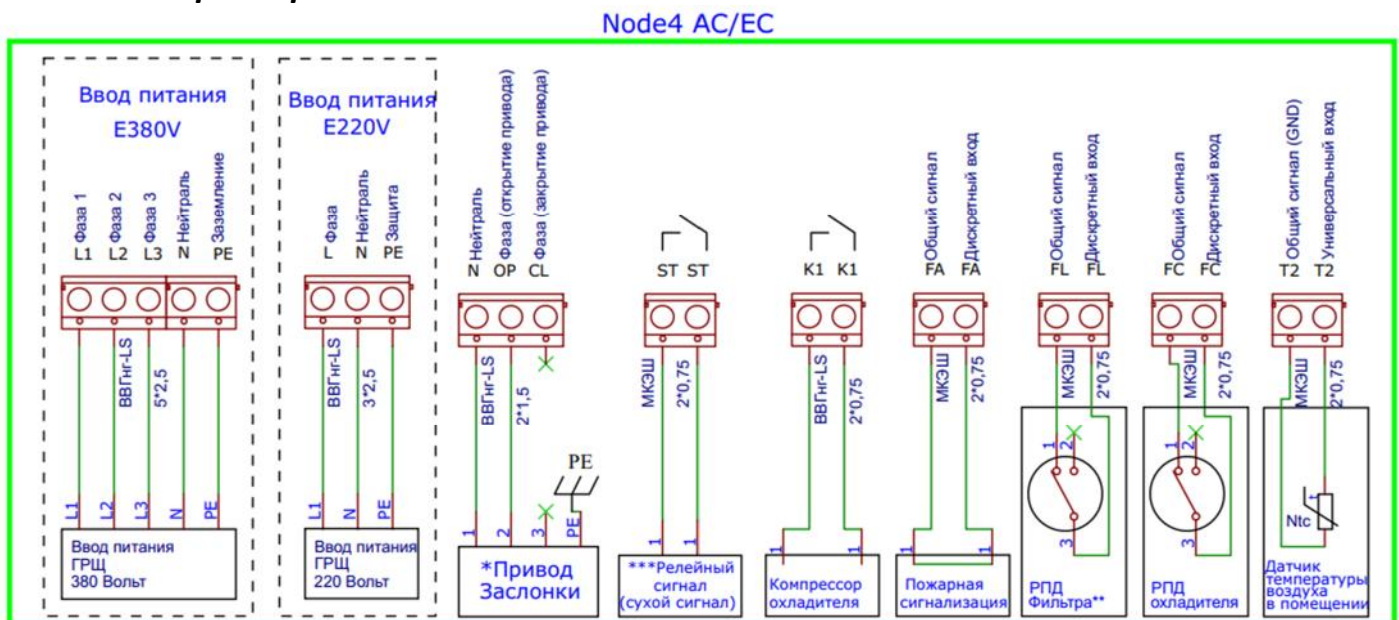 Node4 AC/EC
Ввод питания
E380V
Фаза 1
Фаза 2
Фаза 3
Нейтраль
Заземление
L1 L2 L3 N PE
ВВГнг-LS
5*2,5
L1 L2 L3 N PE
Ввод питания
ГРЩ
380 Вольт
Ввод питания
E220V
Фаза
Нейтраль
Защита
L N PE
ВВГнг-LS
3*2,5
L1 N PE
Ввод питания
ГРЩ
220 Вольт
Нейтраль
Фаза (открытие привода)
Фаза (закрытие привода)
N OP CL
ВВГнг-LS
2*1,5
PE
1 2 3 PE
*Привод
Заслонки
ST ST
МКЭШ
2*0,75
1 1
***Релейный
сигнал
(сухой сигнал)
K1 K1
ВВГнг-LS
2*0,75
1 1
Компрессор
охладителя
Общий сигнал
Дискретный вход
FA FA
МКЭШ
2*0,75
1 1
Пожарная
сигнализация
Общий сигнал
Дискретный вход
FL FL
МКЭШ
2*0,75
1 2
3
РПД
Фильтра**
Общий сигнал
Дискретный вход
FC FC
МКЭШ
2*0,75
1 2
3
РПД
охладителя
Общий сигнал (GND)
Универсальный вход
T2 T2
МКЭШ
2*0,75
t
Ntc
Датчик
температуры
воздуха
в помещении